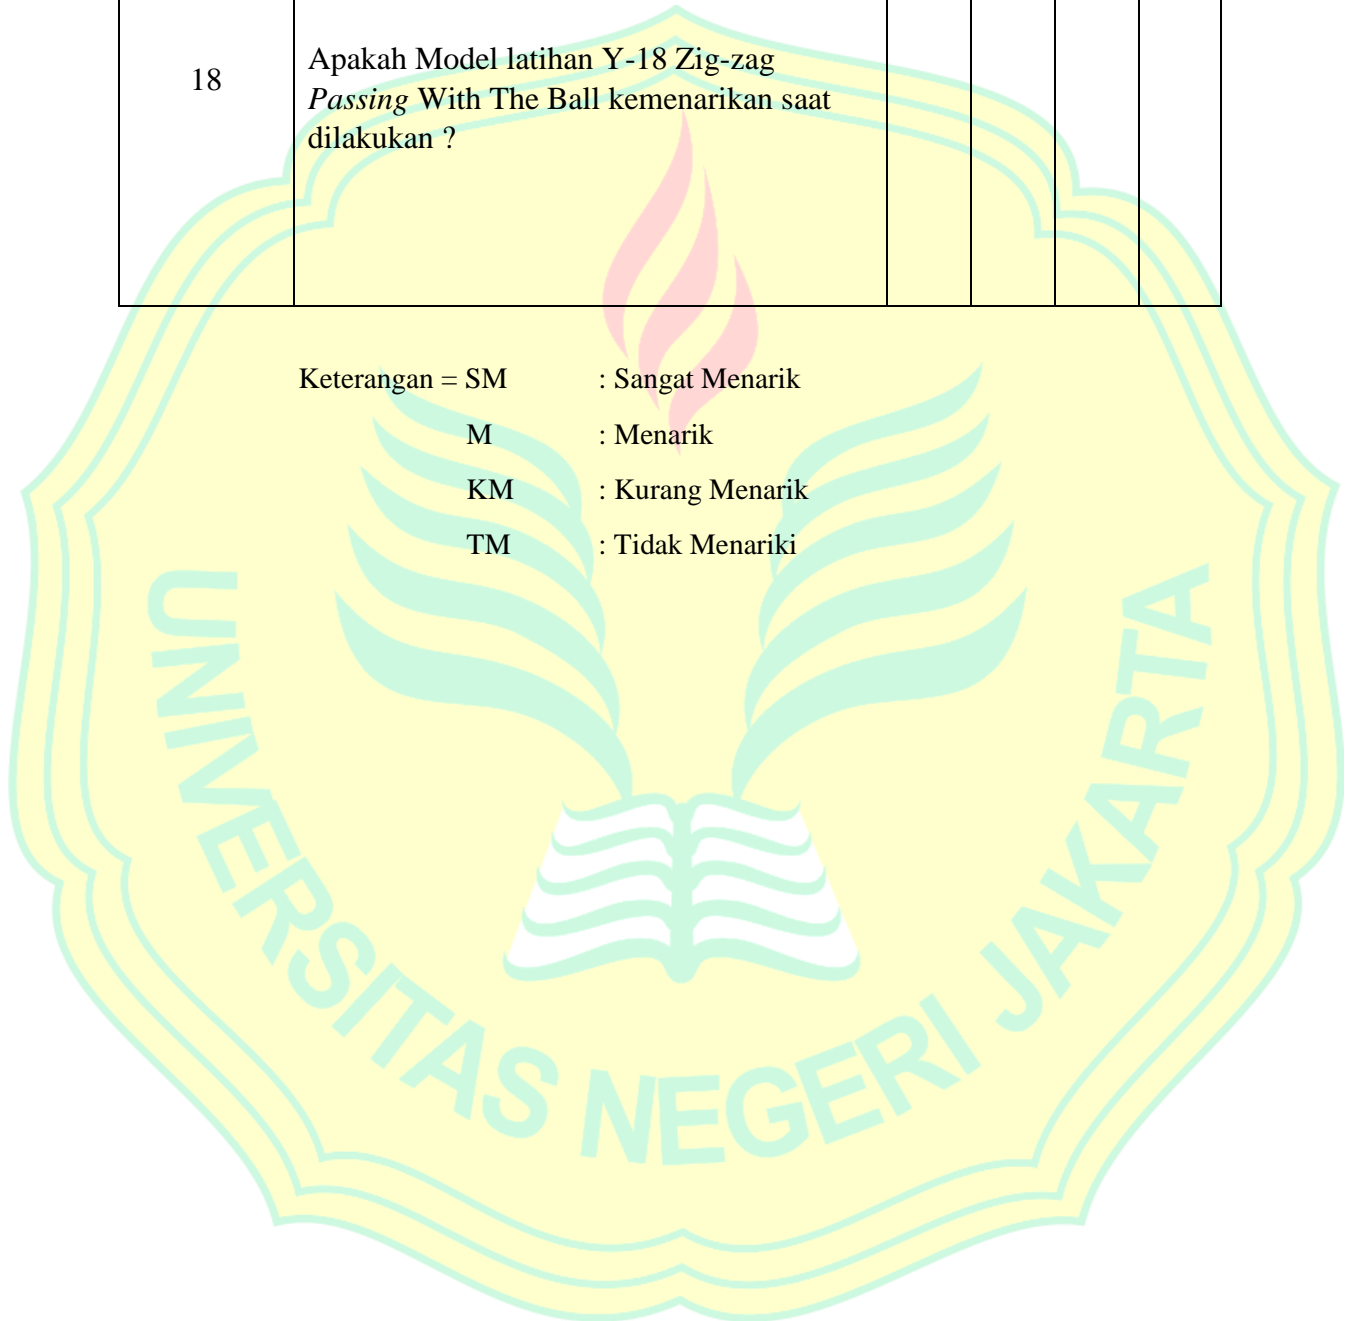 18
Apakah Model latihan Y-18 Zig-zag
Passing With The Ball kemenarikan saat
dilakukan ?
Keterangan = SM : Sangat Menarik
M : Menarik
KM : Kurang Menarik
TM : Tidak Menariki
UNIVERSITAS NEGERI JAKARTA